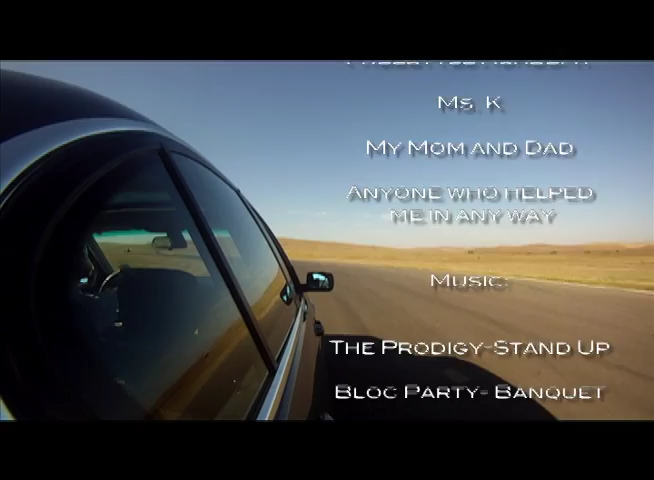 Ms. K
My Mom and Dad
Anyone who helped
me in any way
Music:
The Prodigy-Stand Up
Bloc Party- Banquet